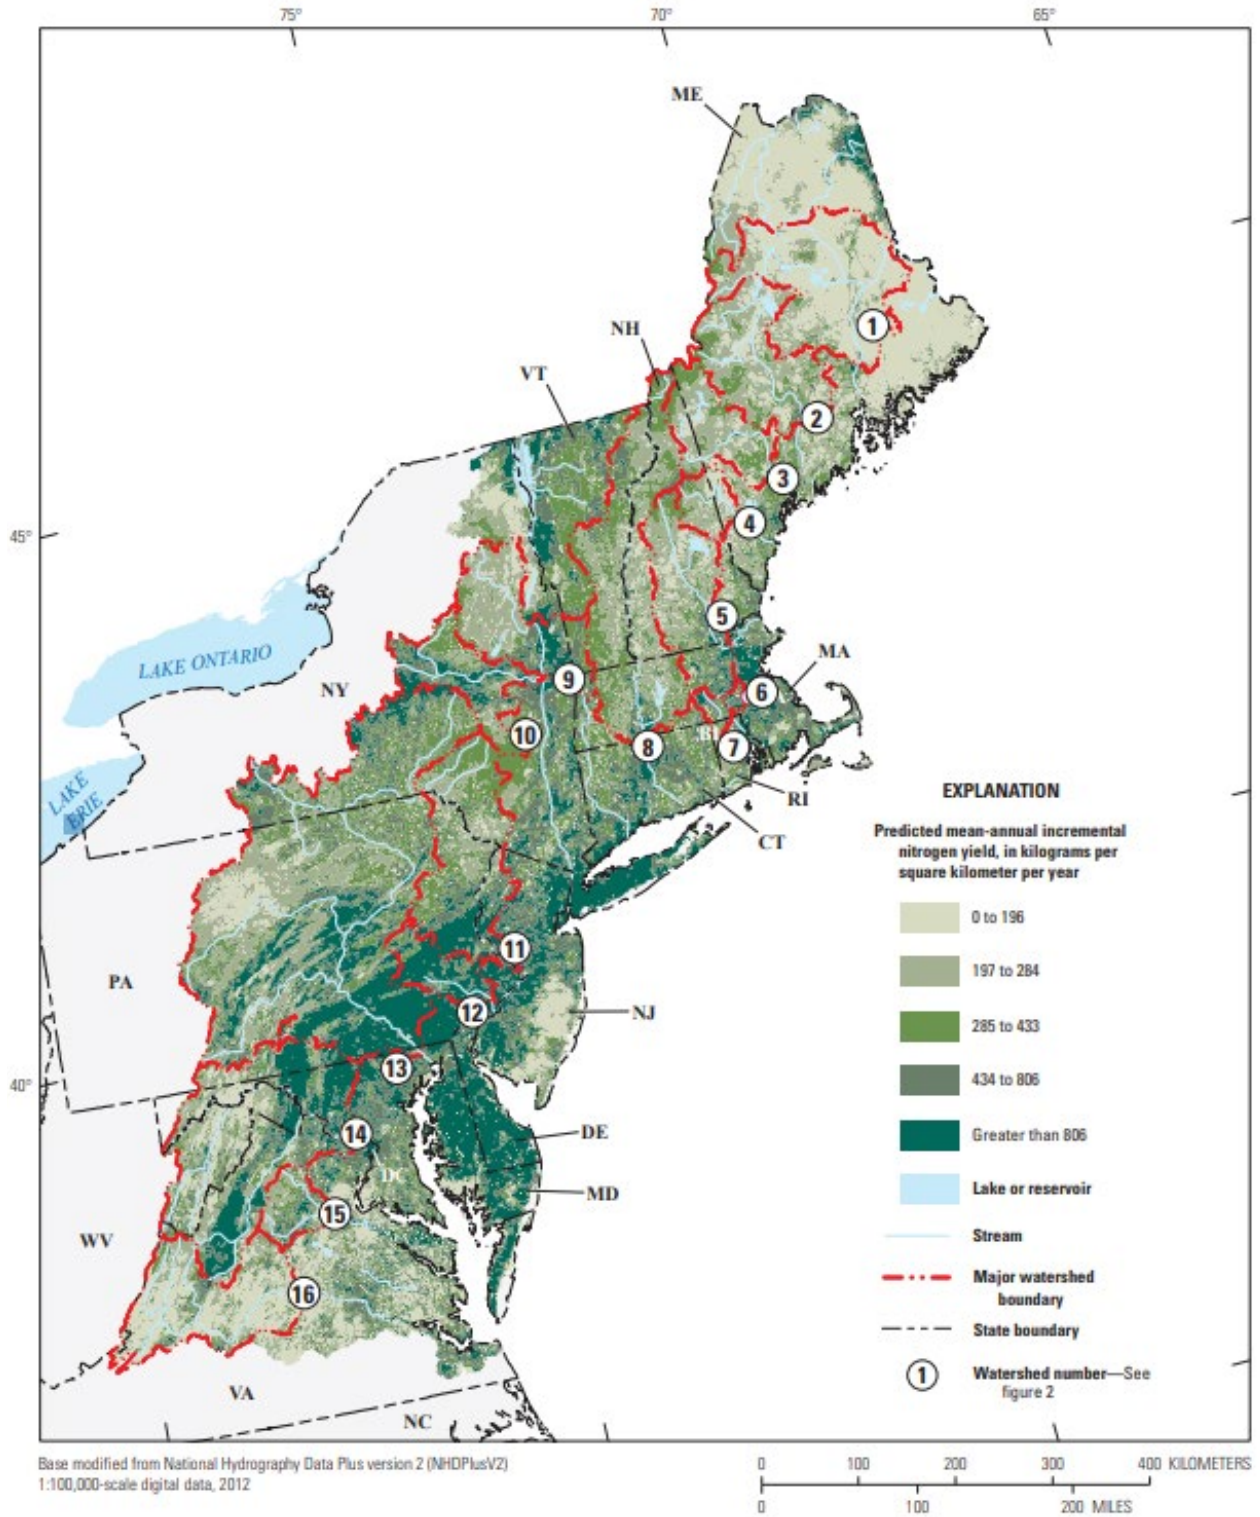 75°
70°
65°
ME
NH
VT
1
2
3
4
45°
5
LAKE ONTARIO
MA
NY
9
6
10
8
7
LAKE
ERIE
RI
CT
EXPLANATION
Predicted mean-annual incremental
nitrogen yield, in kilograms per
square kilometer per year
0 to 196
197 to 284
285 to 433
434 to 806
Greater than 806
Lake or reservoir
Stream
Major watershed
boundary
State boundary
1
Watershed number—See
figure 2
11
PA
12
NJ
13
40°
14
DE
DC
MD
15
WV
16
VA
NC
Base modified from National Hydrography Data Plus version 2 (NHDPlusV2)
1:100,000-scale digital data, 2012
0 100 200 300 400 KILOMETERS
0 100 200 MILES